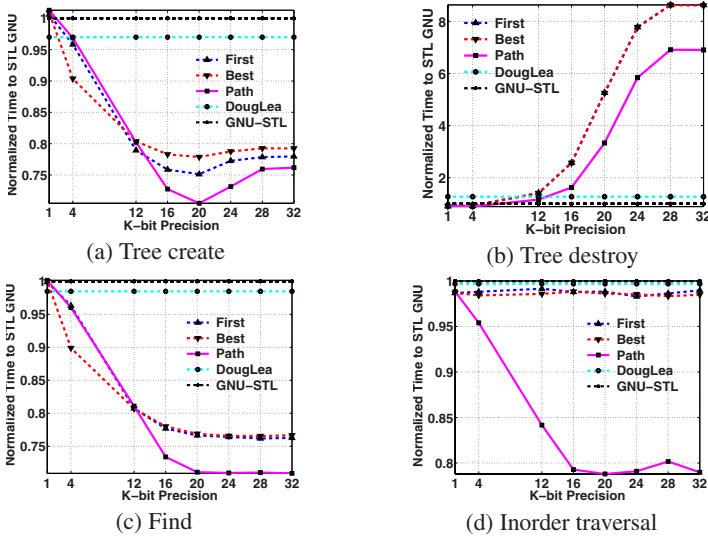 Normalized Time to STL GNU
1
0.95
0.9
0.85
0.8
0.75
First
Best
Path
DougLea
GNU-STL
1 4 12 16 20 24 28 32
K-bit Precision
(a) Tree create
Normalized Time to STL GNU
8
6
4
2
First
Best
Path
DougLea
GNU-STL
1 4 12 16 20 24 28 32
K-bit Precision
(b) Tree destroy
Normalized Time to STL GNU
1
0.95
0.9
0.85
0.8
0.75
First
Best
Path
DougLea
GNU-STL
1 4 12 16 20 24 28 32
K-bit Precision
(c) Find
Normalized Time to STL GNU
1
0.95
0.9
0.85
0.8
First
Best
Path
DougLea
GNU-STL
1 4 12 16 20 24 28 32
K-bit Precision
(d) Inorder traversal